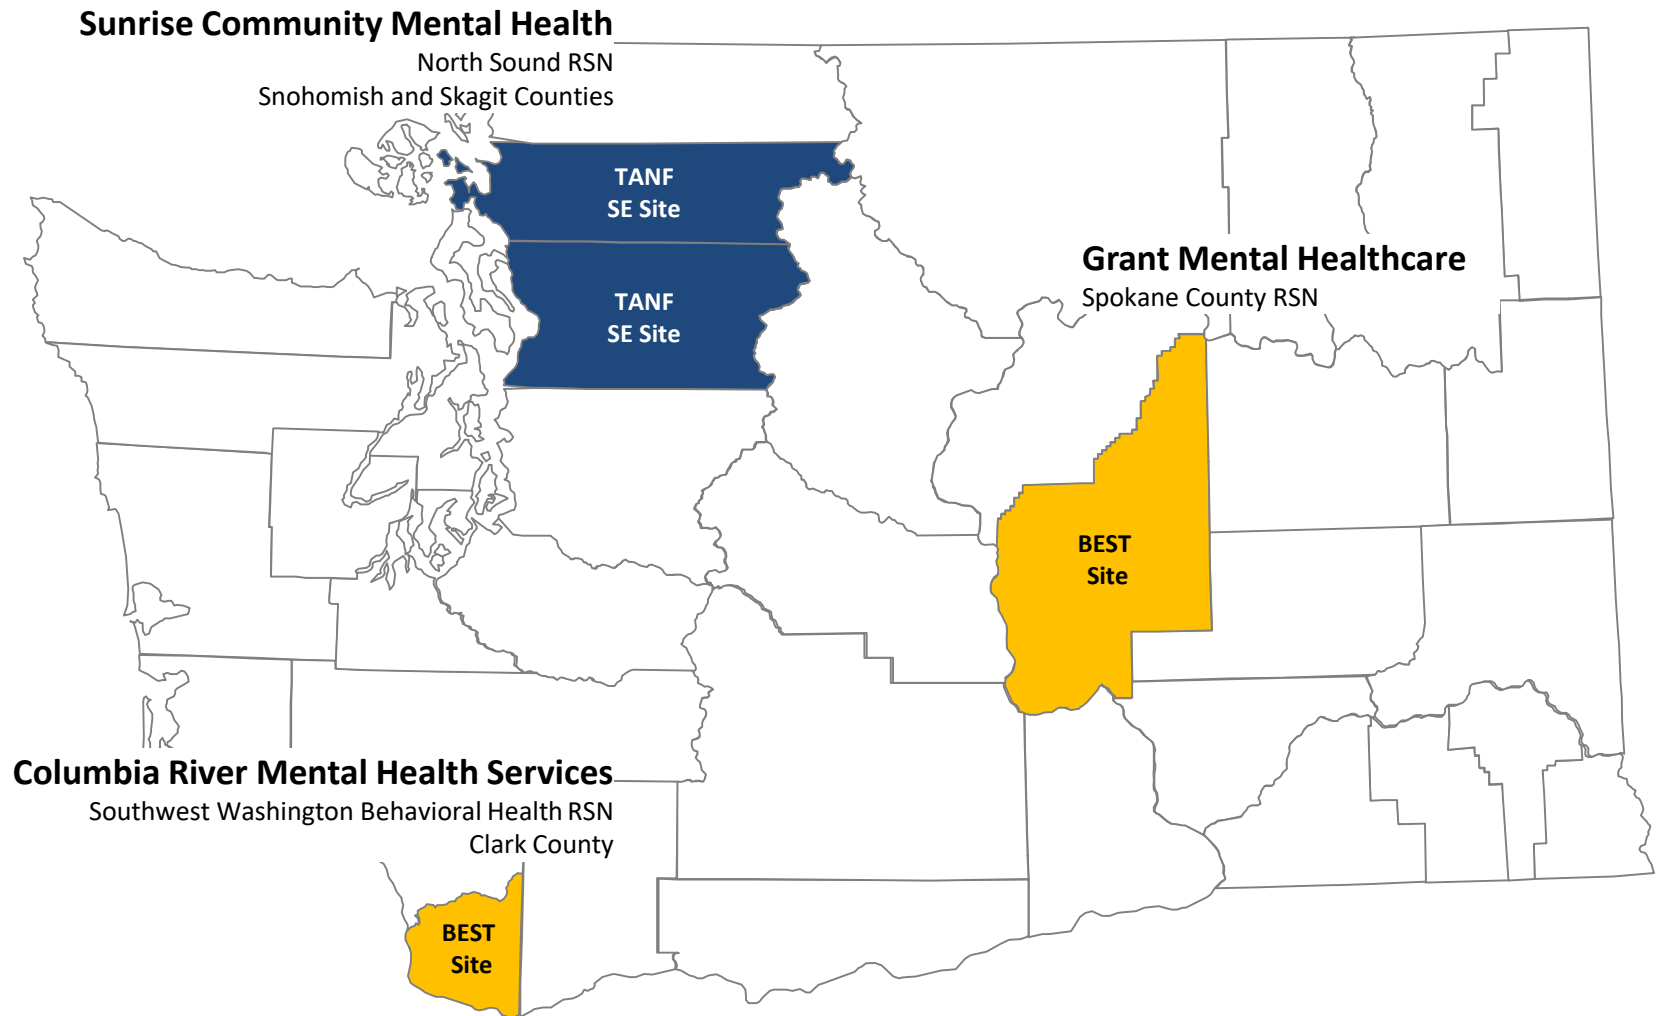 Sunrise Community Mental Health
North Sound RSN
Snohomish and Skagit Counties
TANF
SE Site
TANF
SE Site
Grant Mental Healthcare
Spokane County RSN
BEST
Site
Columbia River Mental Health Services
Southwest Washington Behavioral Health RSN
Clark County
BEST
Site